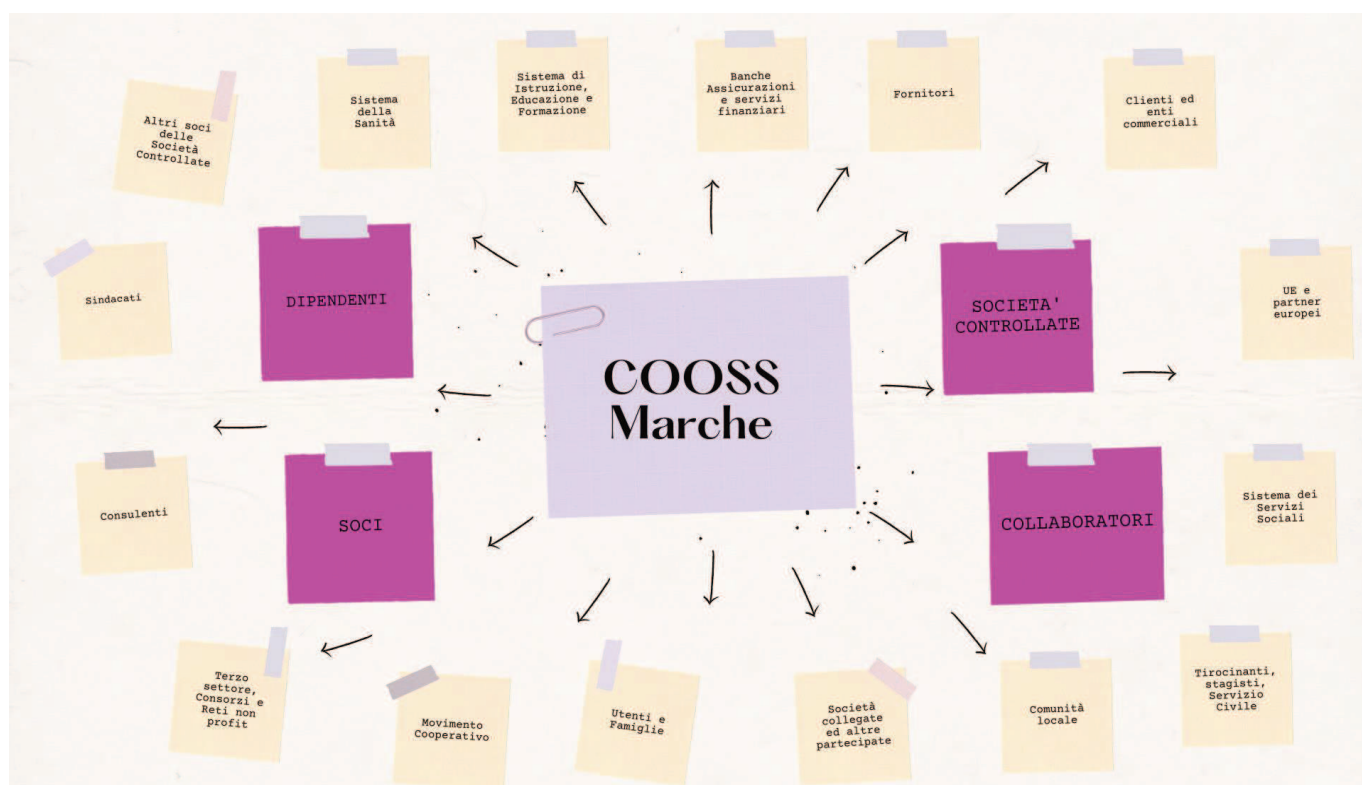 Altri soci
delle
Società
Controllate
Sistema
della
Sanità
Sistema di
Istruzione,
Educazione e
Formazione
Banche
Assicurazioni
e servizi
finanziari
Fornitori
Clienti ed
enti
commerciali
Sindacati
DIPENDENTI
COOSS
Marche
SOCIETA'
CONTROLLATE
UE e
partner
europei
Consulenti
SOCI
COLLABORATORI
Sistema dei
Servizi
Sociali
Terzo
settore,
Consorzi e
Reti non
profit
Movimento
Cooperativo
Utenti e
Famiglie
Società
collegate
ed altre
partecipate
Comunità
locale
Tirocinanti,
stagisti,
Servizio
Civile